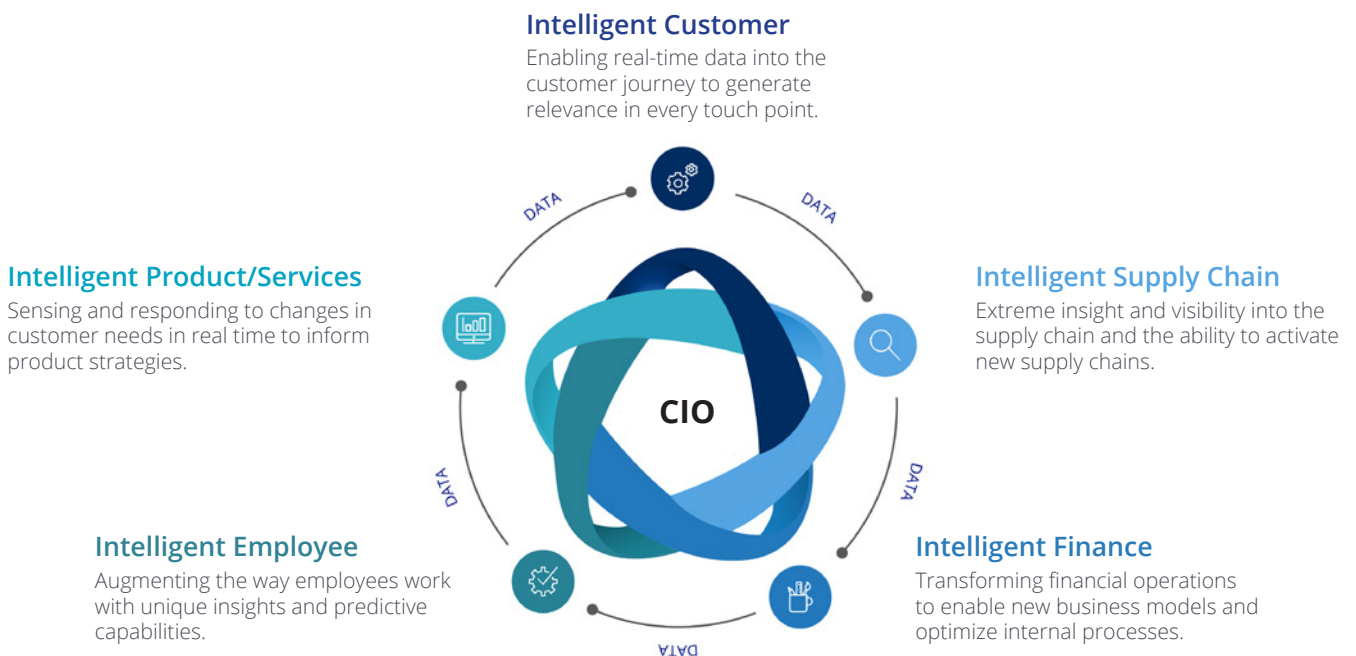 Intelligent Customer
Enabling real-time data into the
customer journey to generate
relevance in every touch point.
DATA
DATA
Intelligent Product/Services
Sensing and responding to changes in
customer needs in real time to inform
product strategies.
Intelligent Supply Chain
Extreme insight and visibility into the
supply chain and the ability to activate
new supply chains.
CIO
DATA
DATA
Intelligent Employee
Augmenting the way employees work
with unique insights and predictive
capabilities.
Intelligent Finance
Transforming financial operations
to enable new business models and
optimize internal processes.
DATA